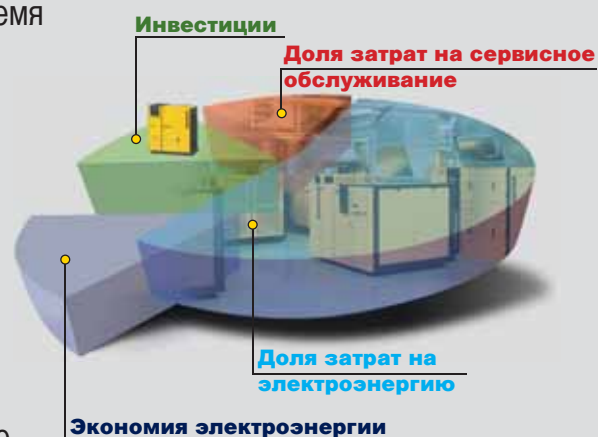 емя
Инвестиции
Доля затрат на сервисное
обслуживание
Доля затрат на
электроэнергию
Экономия электроэнергии
е